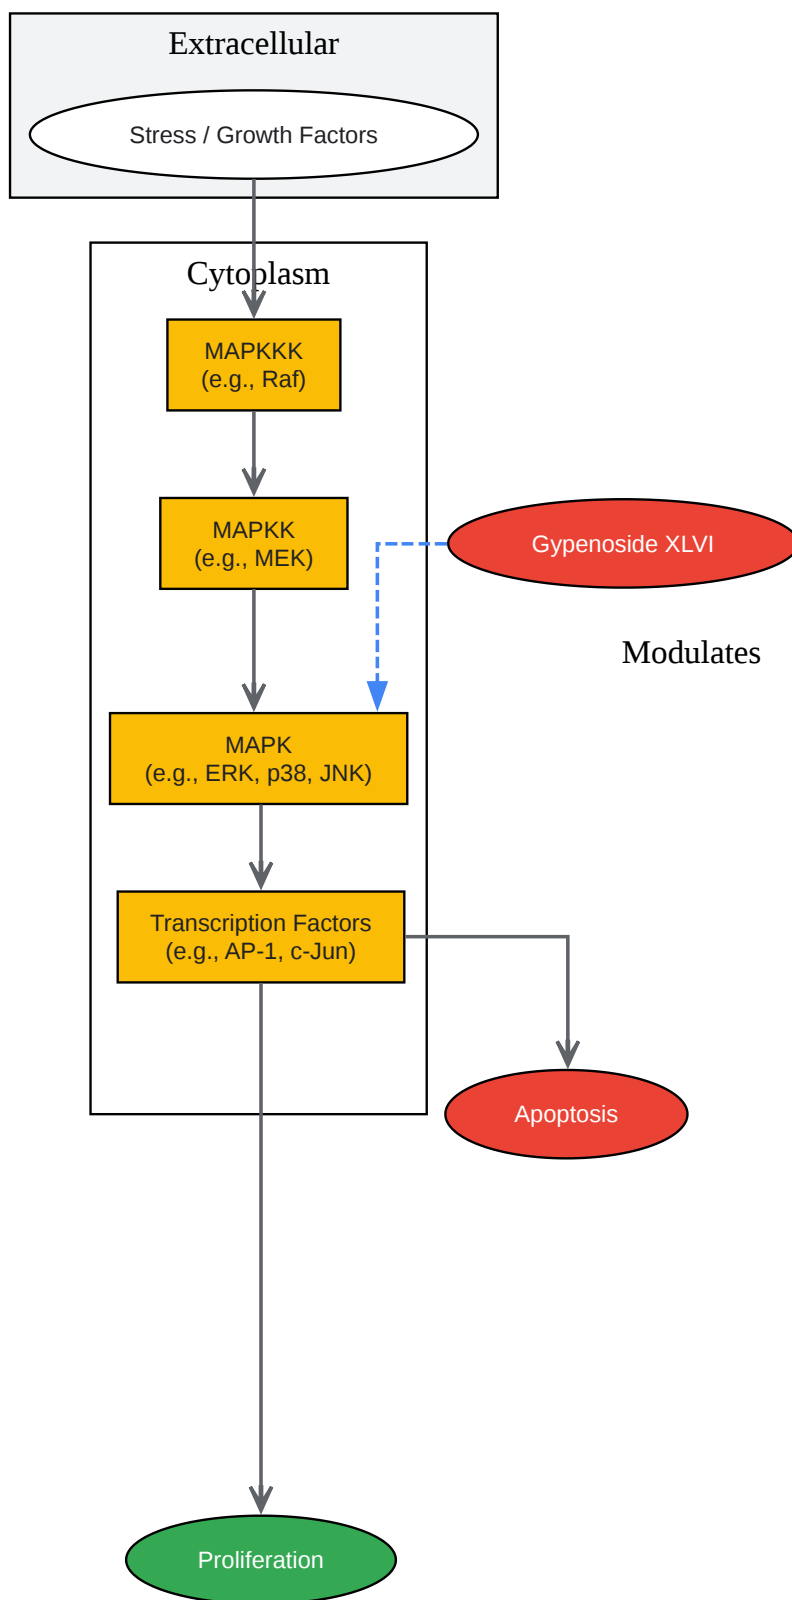 Extracellular
Stress / Growth Factors
Cytoplasm
MAPKKK
(e.g., Raf)
MAPKK
(e.g., MEK)
Gypenoside XLVI
Modulates
MAPK
(e.g., ERK, p38, JNK)
Transcription Factors
(e.g., AP-1, c-Jun)
Apoptosis
Proliferation